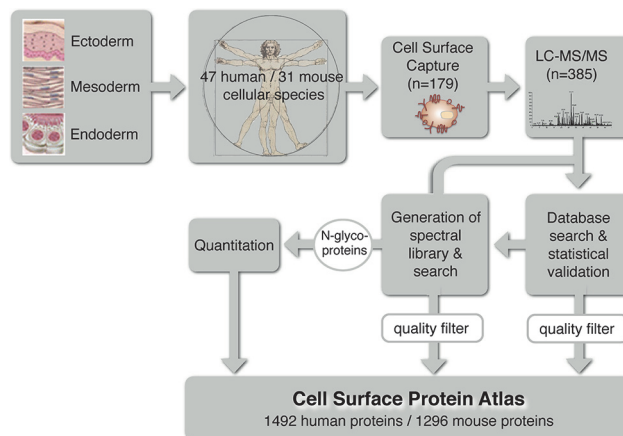 Ectoderm
Mesoderm
Endoderm
47 human / 31 mouse
cellular species
Cell Surface
Capture
(n=179)
LC-MS/MS
(n=385)
Quantitation
N-glyco-
proteins
Generation of
spectral
library &
search
Database
search &
statistical
validation
quality filter
quality filter
Cell Surface Protein Atlas
1492 human proteins / 1296 mouse proteins